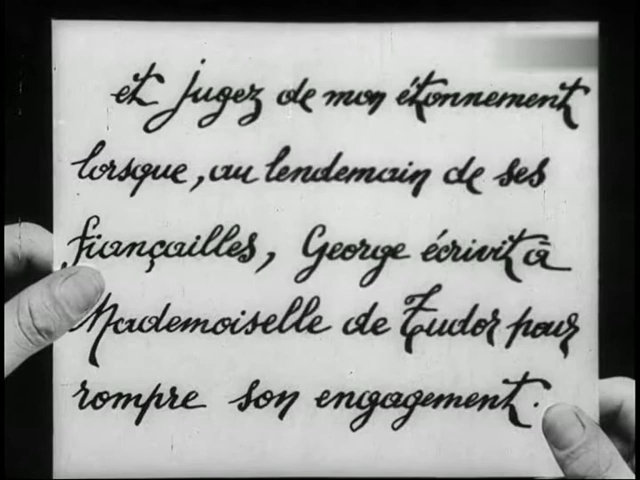 et jugez de mon étonnement
lorsque, au lendemain de ses
fiançailles, George écrivit à
Mademoiselle de Tudor pour
rompre son engagement.